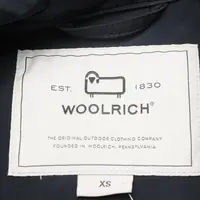 EST. 1830
WOOLRICH®
THE ORIGINAL OUTDOOR CLOTHING COMPANY
FOUNDED IN WOOLRICH, PENNSYLVANIA
XS